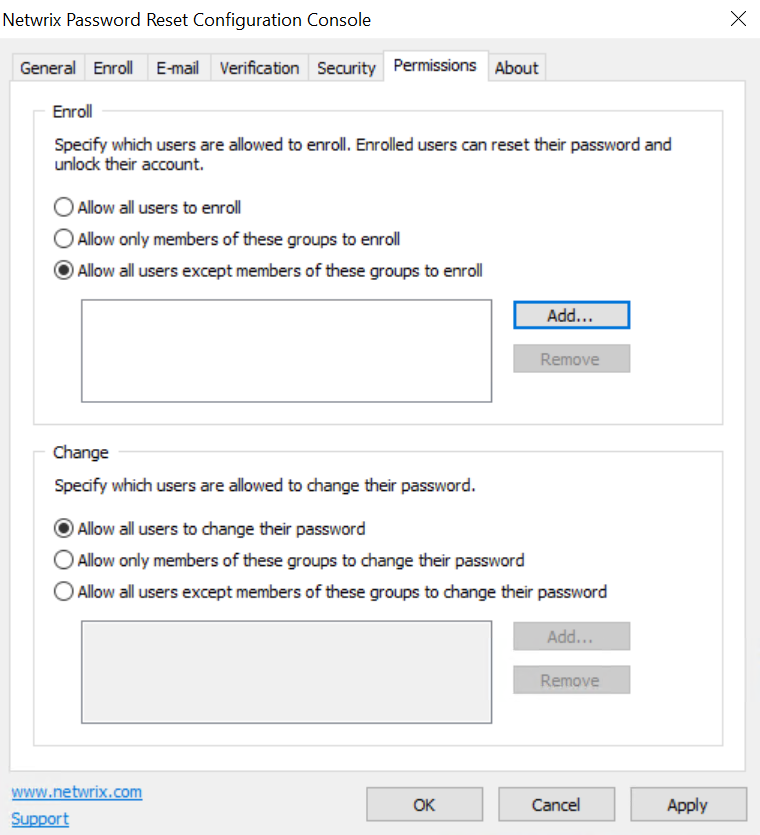 Netwrix Password Reset Configuration Console
General Enroll E-mail Verification Security Permissions About
Enroll
Specify which users are allowed to enroll. Enrolled users can reset their password and
unlock their account.
Allow all users to enroll
Allow only members of these groups to enroll
Allow all users except members of these groups to enroll
Add...
Remove
Change
Specify which users are allowed to change their password.
Allow all users to change their password
Allow only members of these groups to change their password
Allow all users except members of these groups to change their password
Add...
Remove
www.netwrix.com
Support
OK Cancel Apply